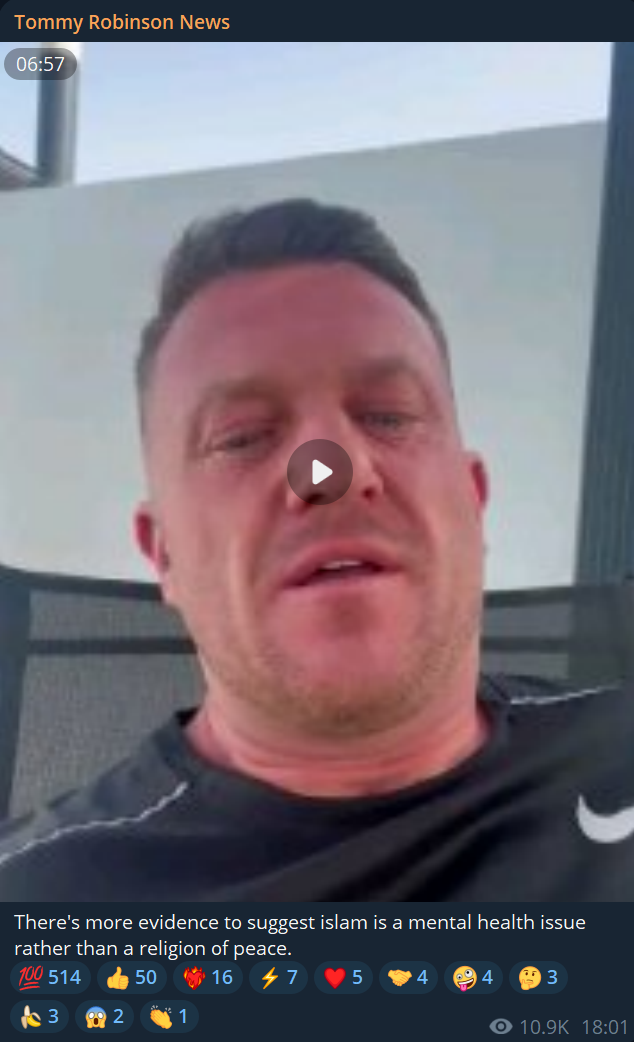 Tommy Robinson News
06:57
There's more evidence to suggest islam is a mental health issue
rather than a religion of peace.
514 50 16 7 5 4 4 3
3 2 1
10.9K 18:01